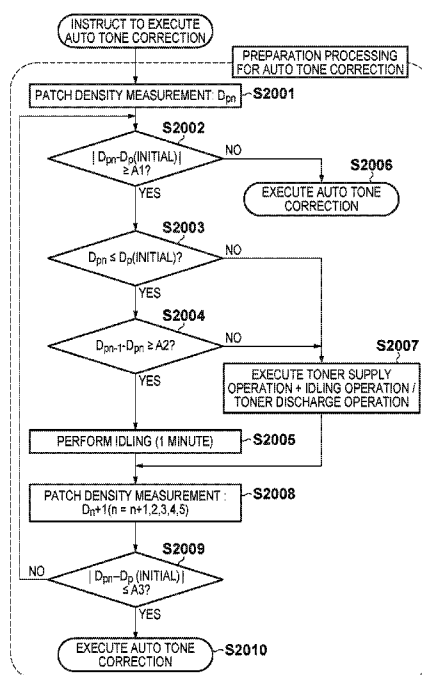 INSTRUCT TO EXECUTE
AUTO TONE CORRECTION
PREPARATION PROCESSING
FOR AUTO TONE CORRECTION
PATCH DENSITY MEASUREMENT: Dpn
S2001
S2002
| Dpn-Dp(INITIAL)|
≥A1?
NO
YES
S2006
EXECUTE AUTO TONE
CORRECTION
S2003
Dpn ≤ Dp(INITIAL)?
NO
YES
S2004
Dpn-1-Dpn ≥ A2?
NO
YES
S2007
EXECUTE TONER SUPPLY
OPERATION + IDLING OPERATION /
TONER DISCHARGE OPERATION
PERFORM IDLING (1 MINUTE)
S2005
PATCH DENSITY MEASUREMENT :
Dn+1(n = n+1,2,3,4,5)
S2008
S2009
NO
| Dpn–Dp (INITIAL)|
≤ A3?
YES
EXECUTE AUTO TONE
CORRECTION
S2010